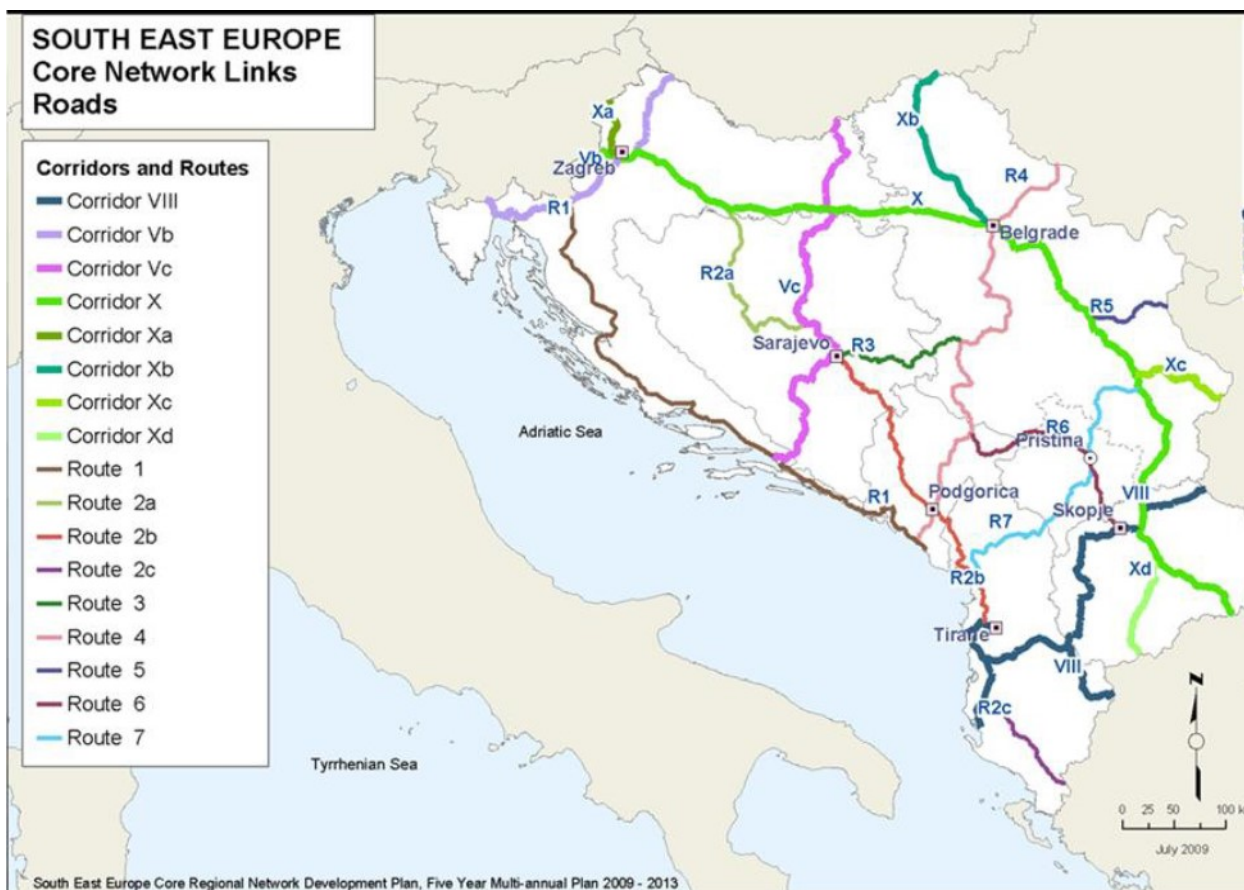 SOUTH EAST EUROPE
Core Network Links
Roads
Corridors and Routes
Corridor VIII
Corridor Vb
Corridor Vc
Corridor X
Corridor Xa
Corridor Xb
Corridor Xc
Corridor Xd
Route 1
Route 2a
Route 2b
Route 2c
Route 3
Route 4
Route 5
Route 6
Route 7
Xa
Xb
Vb
Zagreb
R4
X
R1
Belgrade
R2a
Vc
R5
Sarajevo
R3
Xc
Adriatic Sea
R6
Pristina
R1
Podgorica
VIII
Skopje
R7
Xd
R2b
Tirane
VIII
R2c
Tyrrhenian Sea
N
0 25 50 100 k
July 2009
South East Europe Core Regional Network Development Plan, Five Year Multi-annual Plan 2009 - 2013